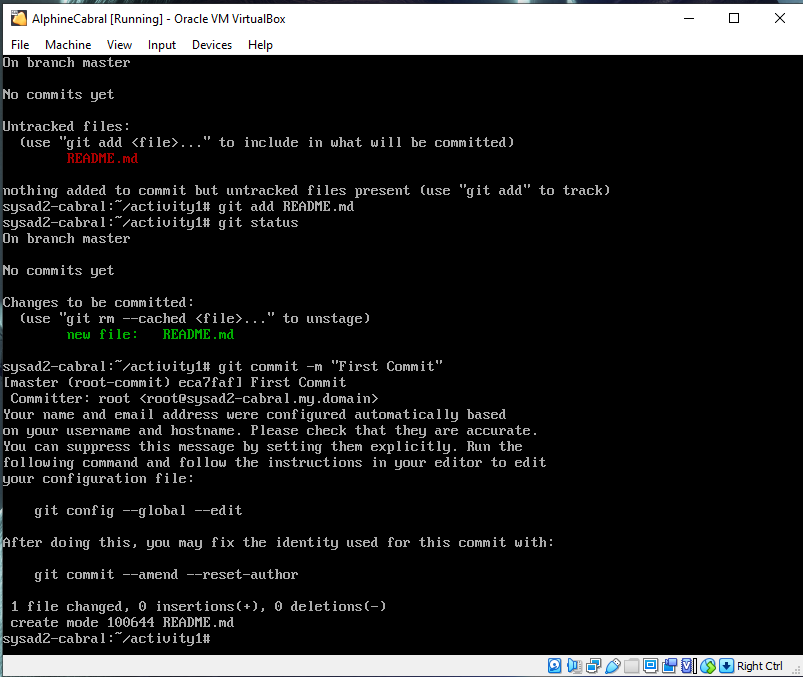 AlphineCabral [Running] - Oracle VM VirtualBox
File Machine View Input Devices Help
On branch master
No commits yet
Untracked files:
(use "git add <file>..." to include in what will be committed)
README.md
nothing added to commit but untracked files present (use "git add" to track)
sysad2-cabral:~/activity1# git add README.md
sysad2-cabral:~/activity1# git status
On branch master
No commits yet
Changes to be committed:
(use "git rm --cached <file>..." to unstage)
new file:   README.md
sysad2-cabral:~/activity1# git commit -m "First Commit"
[master (root-commit) eca7faf] First Commit
Committer: root <root@sysad2-cabral.my.domain>
Your name and email address were configured automatically based
on your username and hostname. Please check that they are accurate.
You can suppress this message by setting them explicitly. Run the
following command and follow the instructions in your editor to edit
your configuration file:
git config --global --edit
After doing this, you may fix the identity used for this commit with:
git commit --amend --reset-author
1 file changed, 0 insertions(+), 0 deletions(-)
create mode 100644 README.md
sysad2-cabral:~/activity1#
Right Ctrl